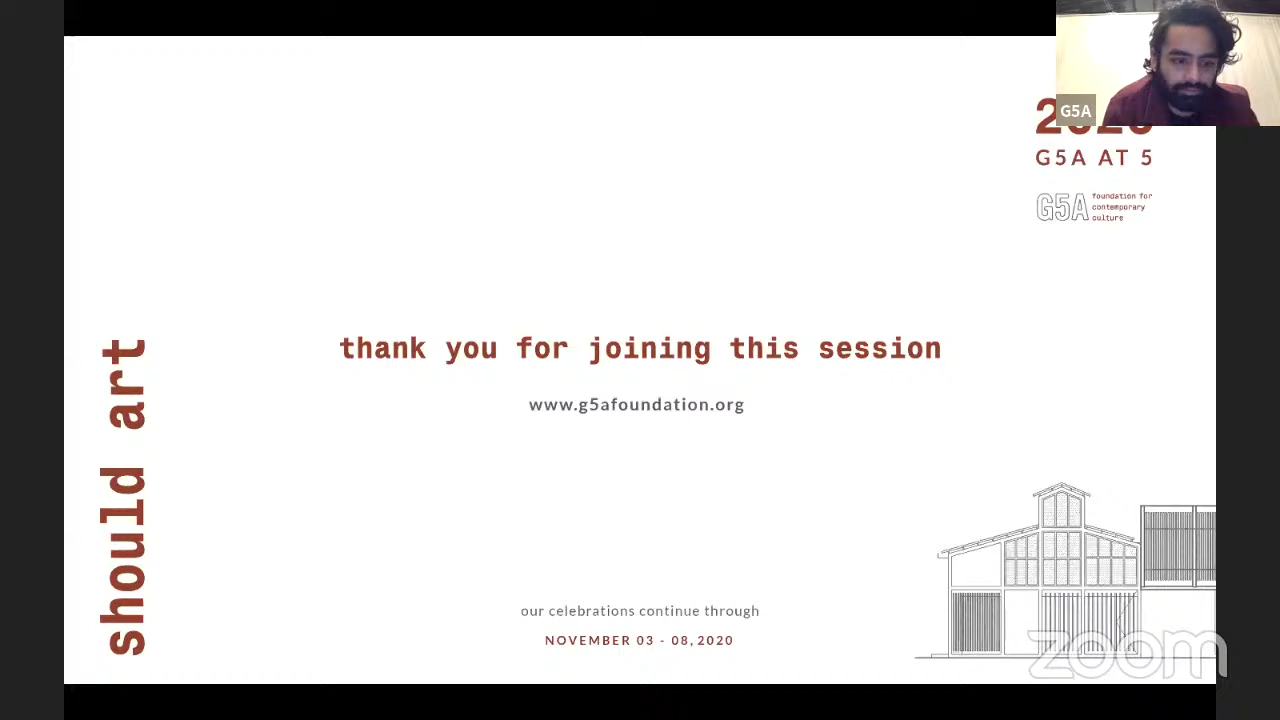 G5A
G5A AT 5
G5A
foundation for
contemporary
culture
should art
thank you for joining this session
www.g5afoundation.org
our celebrations continue through
NOVEMBER 03 - 08, 2020
zoom